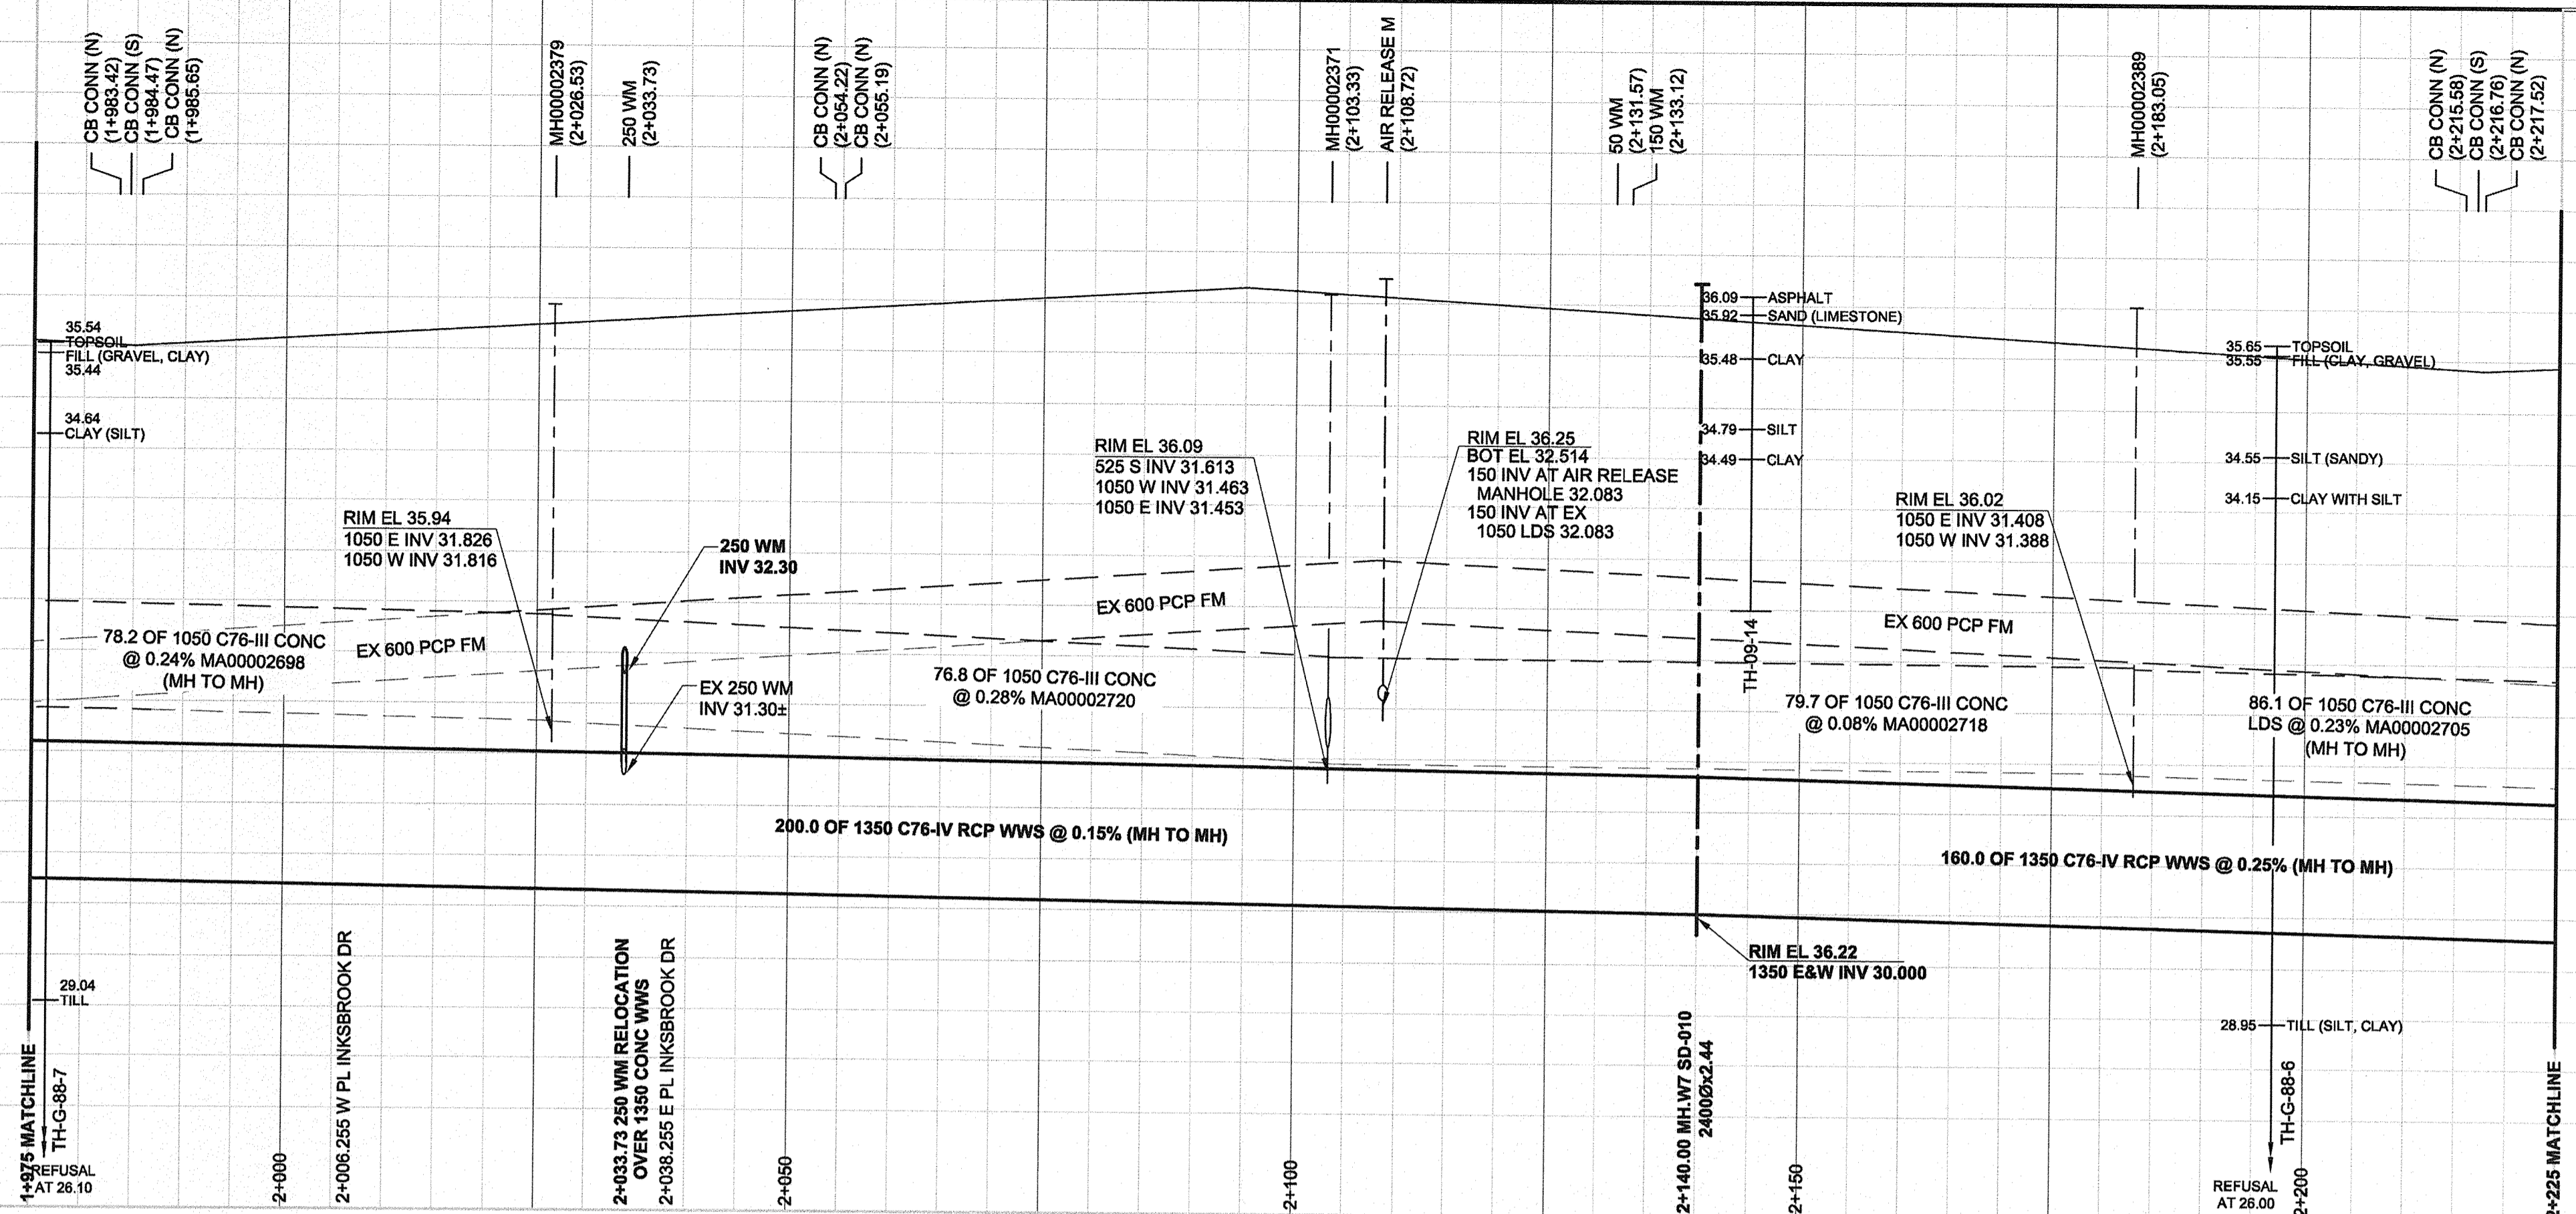 CB CONN (N)
(1+983.42)
CB CONN (S)
(1+984.47)
CB CONN (N)
(1+985.65)
MH00002379
(2+026.53)
250 WM
(2+033.73)
CB CONN (N)
(2+054.22)
CB CONN (N)
(2+055.19)
MH00002371
(2+103.33)
AIR RELEASE M
(2+108.72)
50 WM
(2+131.57)
150 WM
(2+133.12)
MH00002389
(2+183.05)
CB CONN (N)
(2+215.58)
CB CONN (S)
(2+216.76)
CB CONN (N)
(2+217.52)
35.54
TOPSOIL
FILL (GRAVEL, CLAY)
35.44
34.64
CLAY (SILT)
36.09 ASPHALT
35.92 SAND (LIMESTONE)
35.48 CLAY
34.79 SILT
34.49 CLAY
35.65 TOPSOIL
35.55 FILL (CLAY, GRAVEL)
34.55 SILT (SANDY)
34.15 CLAY WITH SILT
RIM EL 35.94
1050 E INV 31.826
1050 W INV 31.816
250 WM
INV 32.30
RIM EL 36.09
525 S INV 31.613
1050 W INV 31.463
1050 E INV 31.453
RIM EL 36.25
BOT EL 32.514
150 INV AT AIR RELEASE
MANHOLE 32.083
150 INV AT EX
1050 LDS 32.083
RIM EL 36.02
1050 E INV 31.408
1050 W INV 31.388
78.2 OF 1050 C76-III CONC
@ 0.24% MA00002698
(MH TO MH)
EX 600 PCP FM
EX 250 WM
INV 31.30±
EX 600 PCP FM
76.8 OF 1050 C76-III CONC
@ 0.28% MA00002720
TH-09-14
EX 600 PCP FM
79.7 OF 1050 C76-III CONC
@ 0.08% MA00002718
86.1 OF 1050 C76-III CONC
LDS @ 0.23% MA00002705
(MH TO MH)
200.0 OF 1350 C76-IV RCP WWS @ 0.15% (MH TO MH)
160.0 OF 1350 C76-IV RCP WWS @ 0.25% (MH TO MH)
RIM EL 36.22
1350 E&W INV 30.000
29.04
TILL
28.95 TILL (SILT, CLAY)
1+975 MATCHLINE
TH-G-88-7
REFUSAL
AT 26.10
2+000
2+006.255 W PL INKSBROOK DR
2+033.73 250 WM RELOCATION
OVER 1350 CONC WWS
2+038.255 E PL INKSBROOK DR
2+050
2+100
2+140.00 MH.W7 SD-010
2400Øx2.44
2+150
TH-G-88-6
REFUSAL
AT 26.00
2+200
2+225 MATCHLINE